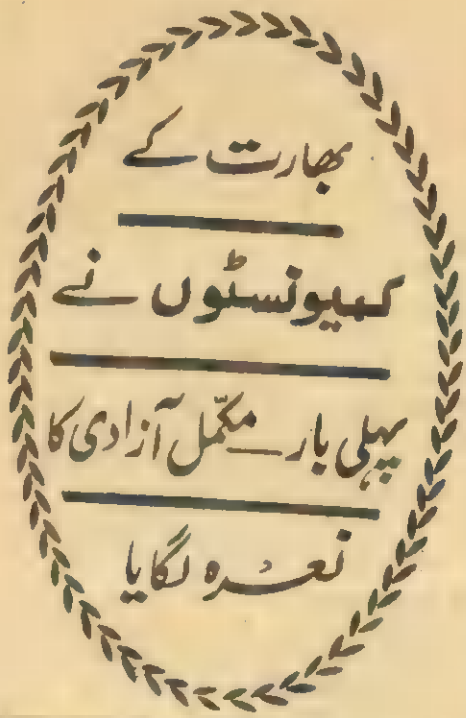 بھارت کے
کمیونسٹوں نے
پہلی بار — مکمّل آزادی کا
نعرہ لگایا